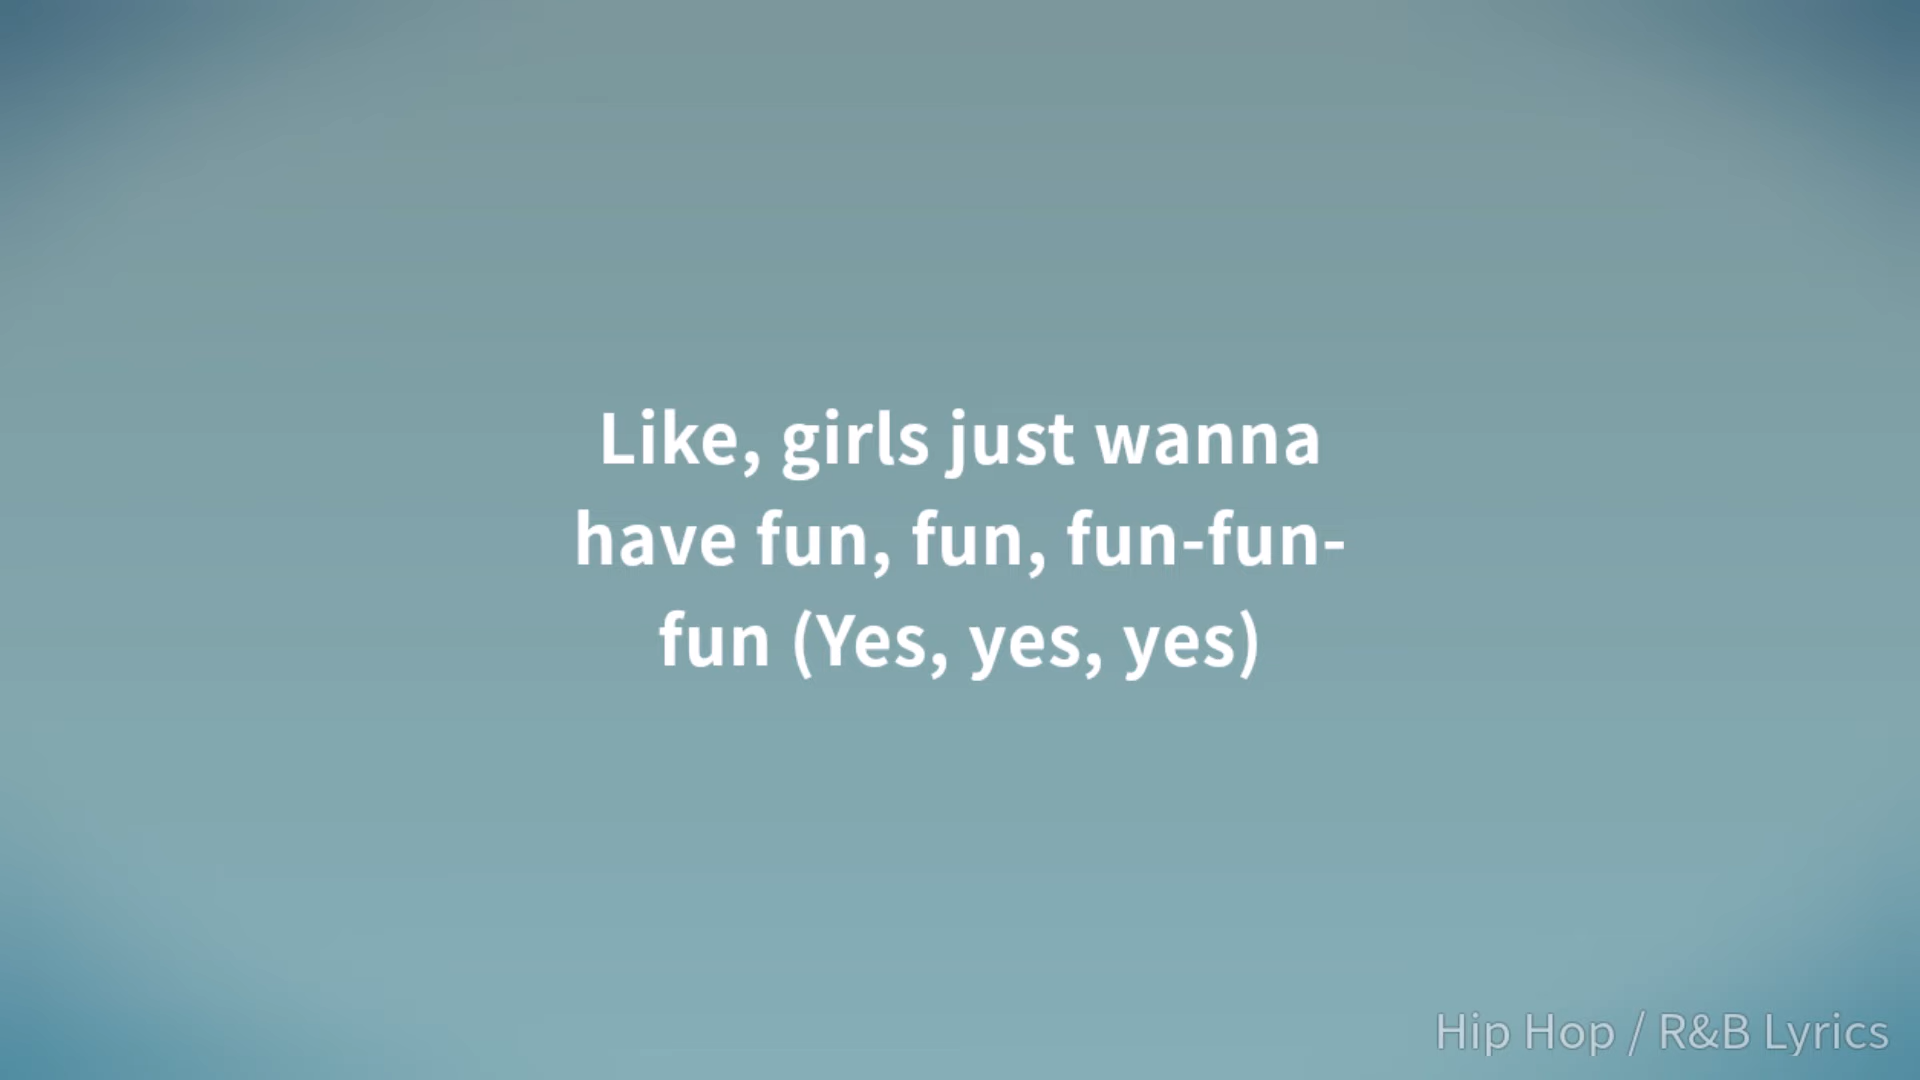 Like, girls just wanna
have fun, fun, fun-fun-
fun (Yes, yes, yes)
Hip Hop / R&B Lyrics